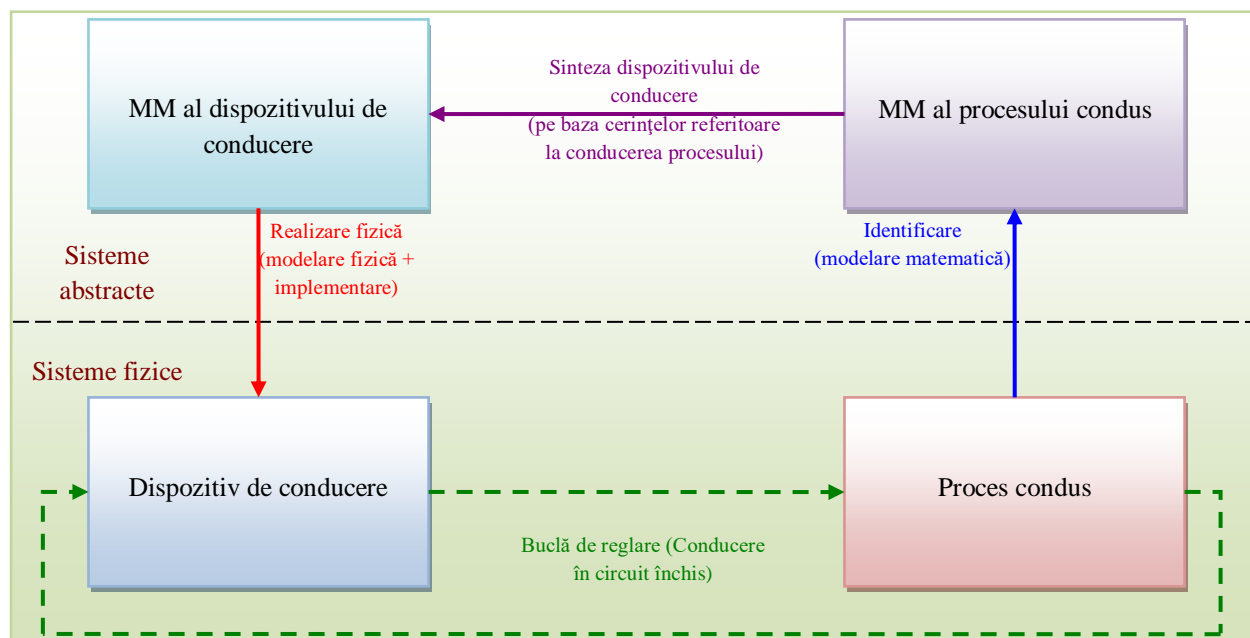 MM al dispozitivului de
conducere
Sinteza dispozitivului de
conducere
(pe baza cerinţelor referitoare
la conducerea procesului)
MM al procesului condus
Realizare fizică
(modelare fizică +
implementare)
Identificare
(modelare matematică)
Sisteme
abstracte
Sisteme fizice
Dispozitiv de conducere
Proces condus
Buclă de reglare (Conducere
în circuit închis)